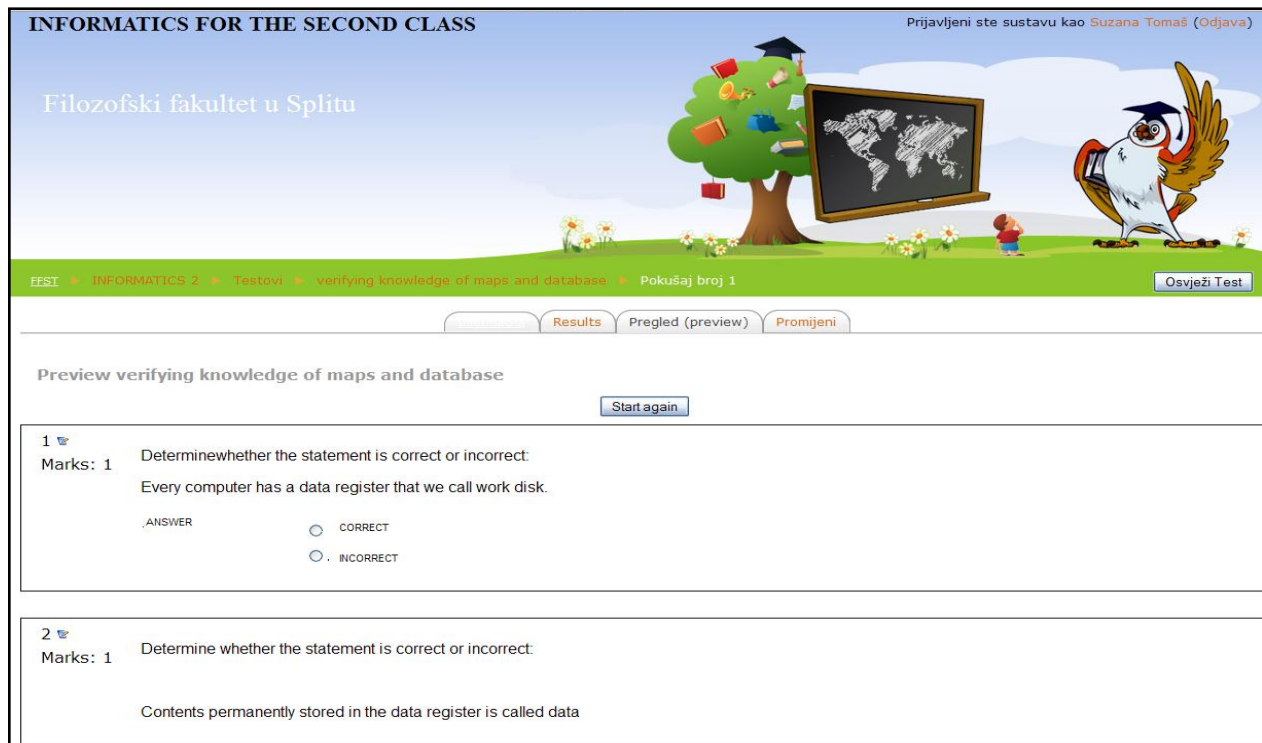 INFORMATICS FOR THE SECOND CLASS
Prijavljeni ste sustavu kao Suzana Tomaš (Odjava)
Filozofski fakultet u Splitu
FFST ► INFORMATICS 2 ► Testovi ► verifying knowledge of maps and database ► Pokušaj broj 1
Osvježi Test
Results
Pregled (preview)
Promijeni
Preview verifying knowledge of maps and database
Start again
1
Marks: 1
Determinewhether the statement is correct or incorrect:
Every computer has a data register that we call work disk.
.ANSWER
CORRECT
. INCORRECT
2
Marks: 1
Determine whether the statement is correct or incorrect:
Contents permanently stored in the data register is called data